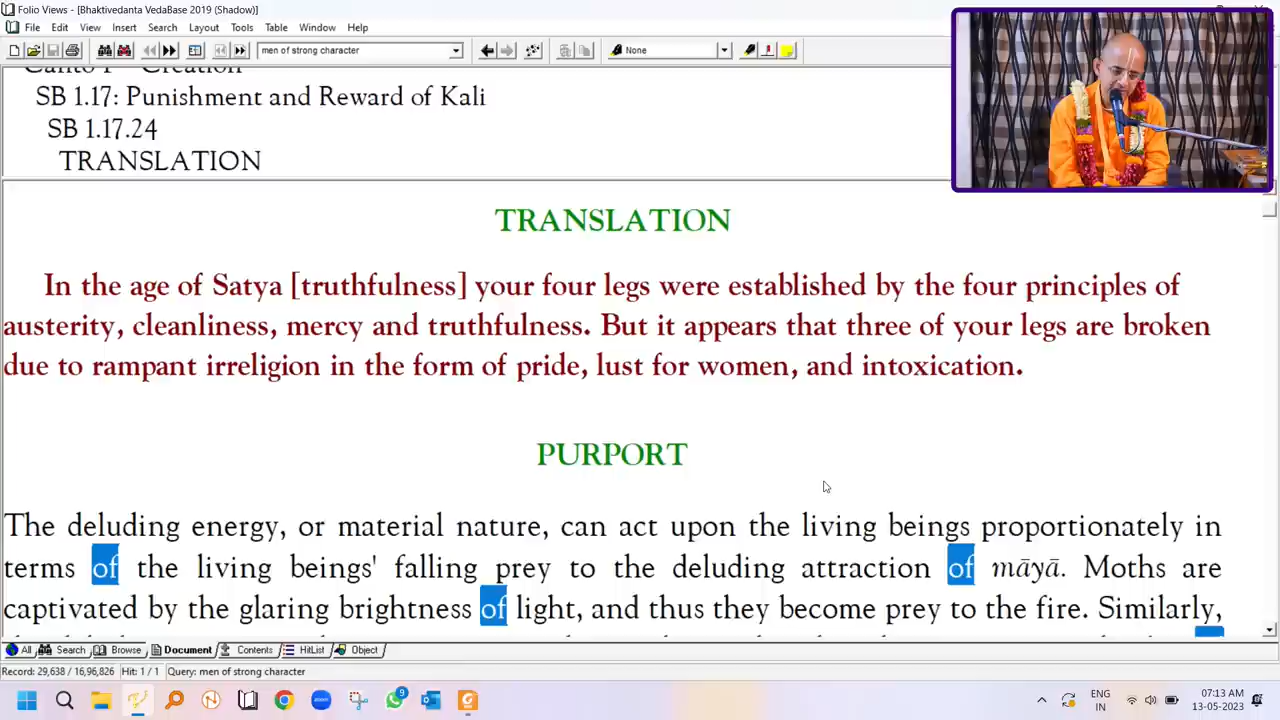 Folio Views - [Bhaktivedanta VedaBase 2019 (Shadow)]
File Edit View Insert Search Layout Tools Table Window Help
men of strong character
None
Canto 1 - Creation
SB 1.17: Punishment and Reward of Kali
SB 1.17.24
TRANSLATION
TRANSLATION
In the age of Satya [truthfulness] your four legs were established by the four principles of
austerity, cleanliness, mercy and truthfulness. But it appears that three of your legs are broken
due to rampant irreligion in the form of pride, lust for women, and intoxication.
PURPORT
The deluding energy, or material nature, can act upon the living beings proportionately in
terms of the living beings' falling prey to the deluding attraction of māyā. Moths are
captivated by the glaring brightness of light, and thus they become prey to the fire. Similarly,
All Search Browse Document Contents HitList Object
Record: 29,638 / 16,96,826 Hit: 1 / 1 Query: men of strong character
9
zoom
ENG
IN
07:13 AM
13-05-2023